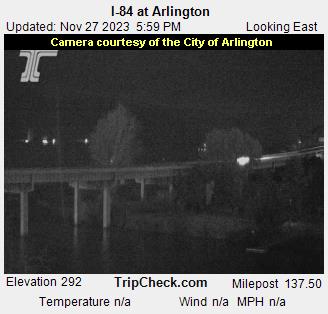 I-84 at Arlington
Updated: Nov 27 2023 5:59 PM Looking East
Camera courtesy of the City of Arlington
Elevation 292 TripCheck.com Milepost 137.50
Temperature n/a Wind n/a MPH n/a